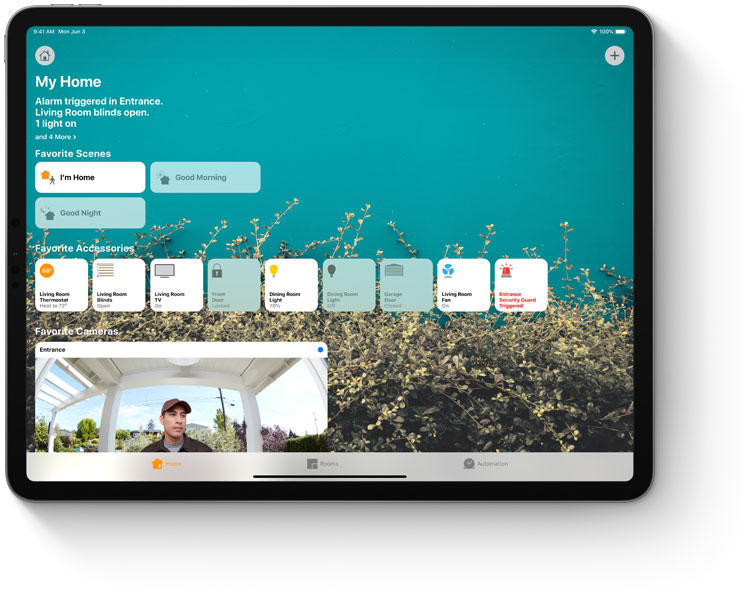 9:41 AM Mon Jun 3
100%
My Home
Alarm triggered in Entrance.
Living Room blinds open.
1 light on
and 4 More >
Favorite Scenes
I'm Home
Good Morning
Good Night
Favorite Accessories
68°
Living Room
Thermostat
Heat to 72°
Living Room
Blinds
Open
Living Room
TV
On
Front
Door
Locked
Dining Room
Light
70%
Dining Room
Light
Off
Garage
Door
Closed
Living Room
Fan
On
Entrance
Security Guard
Triggered
Favorite Cameras
Entrance
Home
Rooms
Automation